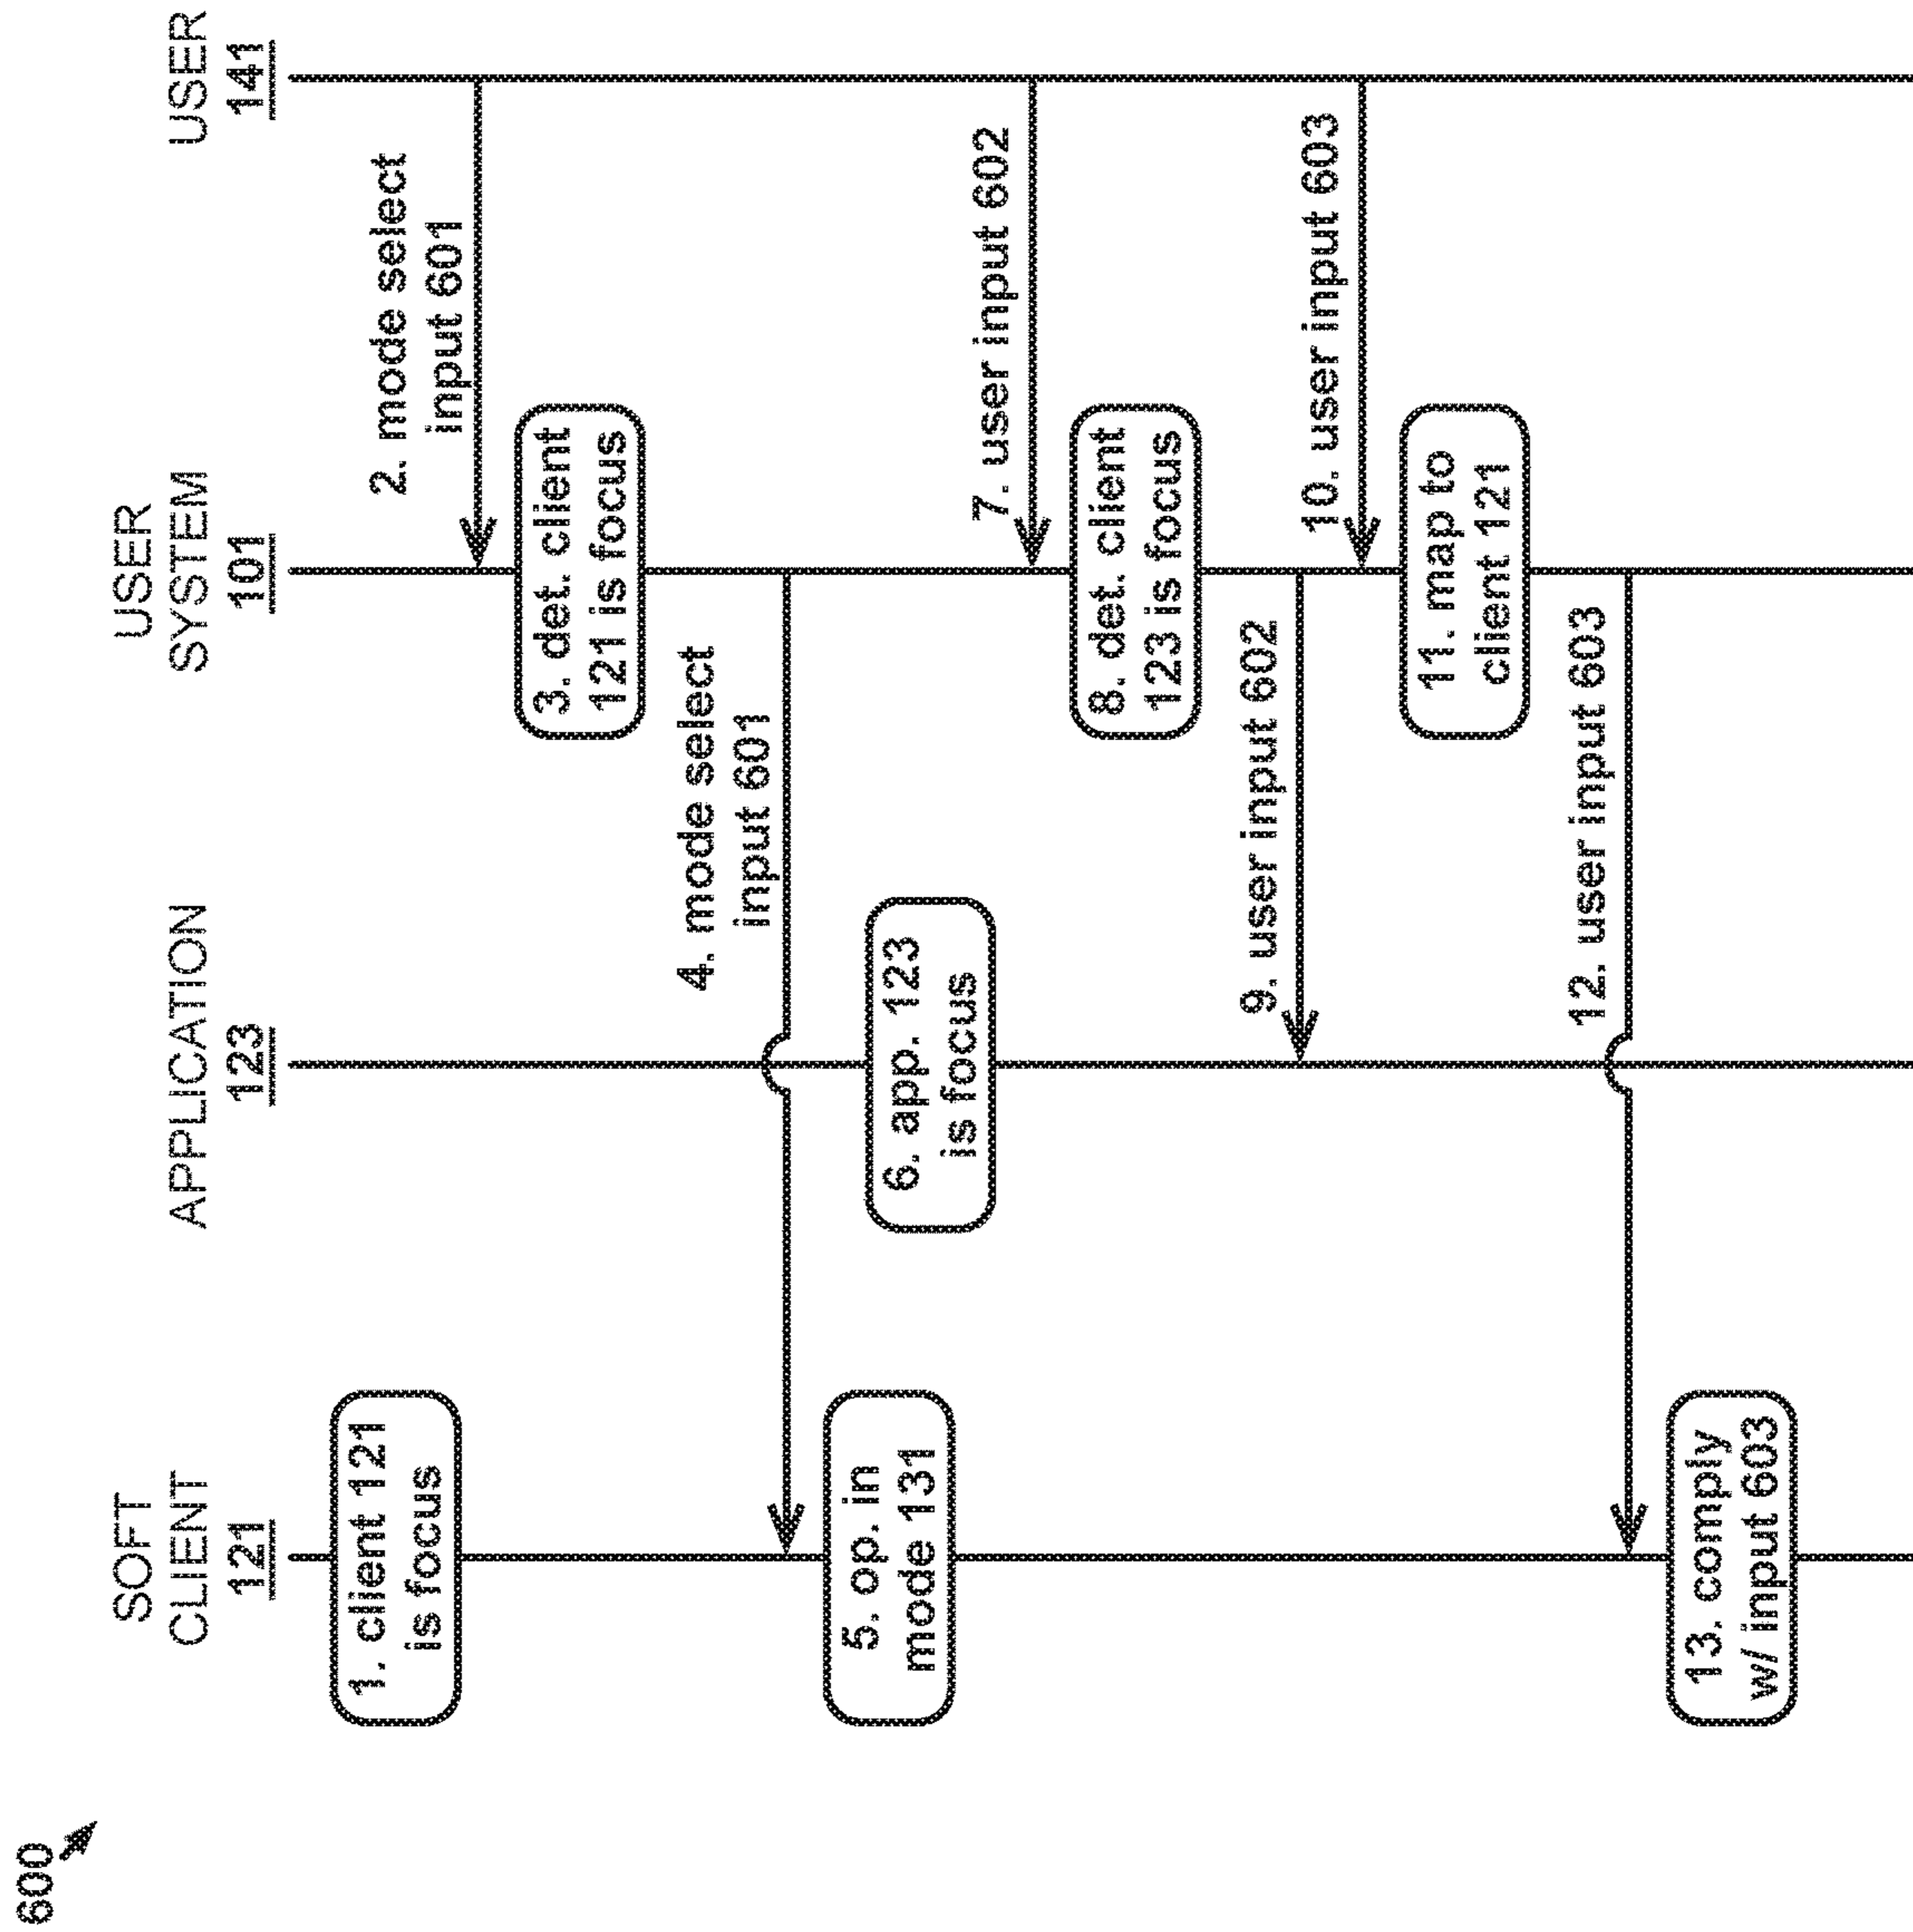 600
SOFT
CLIENT
121
APPLICATION
123
USER
SYSTEM
101
USER
141
1. client 121
is focus
2. mode select
input 601
3. det. client
121 is focus
4. mode select
input 601
5. op. in
mode 131
6. app. 123
is focus
7. user input 602
8. det. client
123 is focus
9. user input 602
10. user input 603
11. map to
client 121
12. user input 603
13. comply
w/ input 603